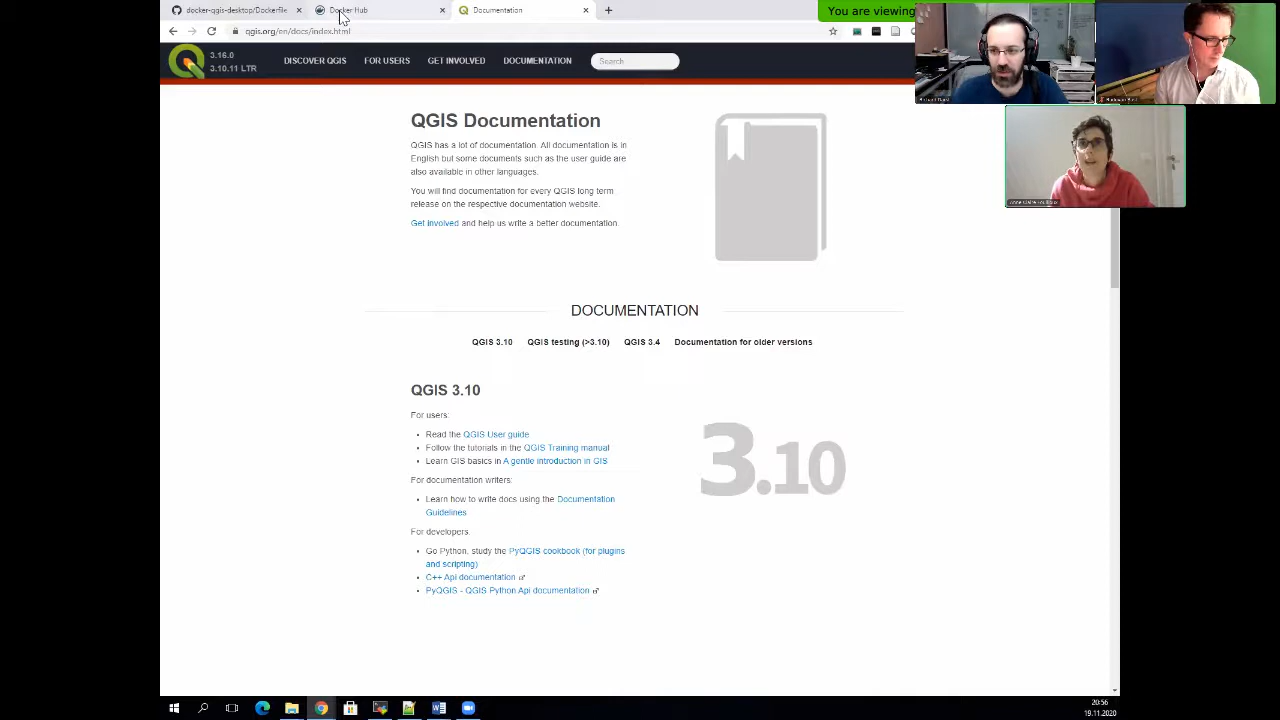 docker-qgis-desktop/Dockerfile
Docker Hub
Documentation
You are viewing
qgis.org/en/docs/index.html
3.16.0
3.10.11 LTR
DISCOVER QGIS
FOR USERS
GET INVOLVED
DOCUMENTATION
Search
QGIS Documentation
QGIS has a lot of documentation. All documentation is in
English but some documents such as the user guide are
also available in other languages.
You will find documentation for every QGIS long term
release on the respective documentation website.
Get involved and help us write a better documentation.
DOCUMENTATION
QGIS 3.10
QGIS testing (>3.10)
QGIS 3.4
Documentation for older versions
QGIS 3.10
For users:
• Read the QGIS User guide
• Follow the tutorials in the QGIS Training manual
• Learn GIS basics in A gentle introduction in GIS
3.10
For documentation writers:
• Learn how to write docs using the Documentation
Guidelines.
For developers.
• Go Python, study the PyQGIS cookbook (for plugins
and scripting)
• C++ Api documentation
• PyQGIS - QGIS Python Api documentation
20:56
19.11.2020